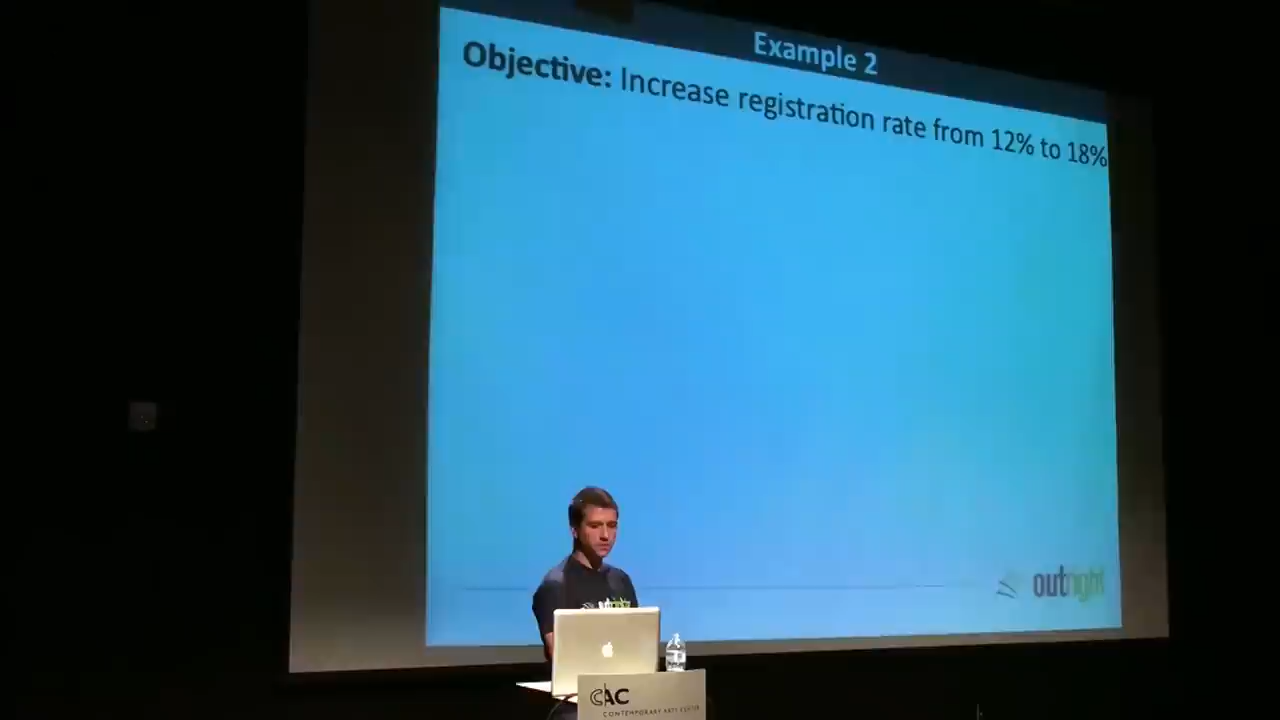 Example 2
Objective: Increase registration rate from 12% to 18%
outright
CAC
CONTEMPORARY ARTS CENTER